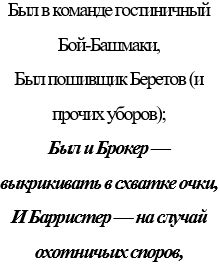 Был в команде гостиничный
Бой-Башмаки,
Был пошивщик Беретов (и
прочих уборов);
Был и Брокер —
выкрикивать в схватке очки,
И Барристер — на случай
охотничьих споров,